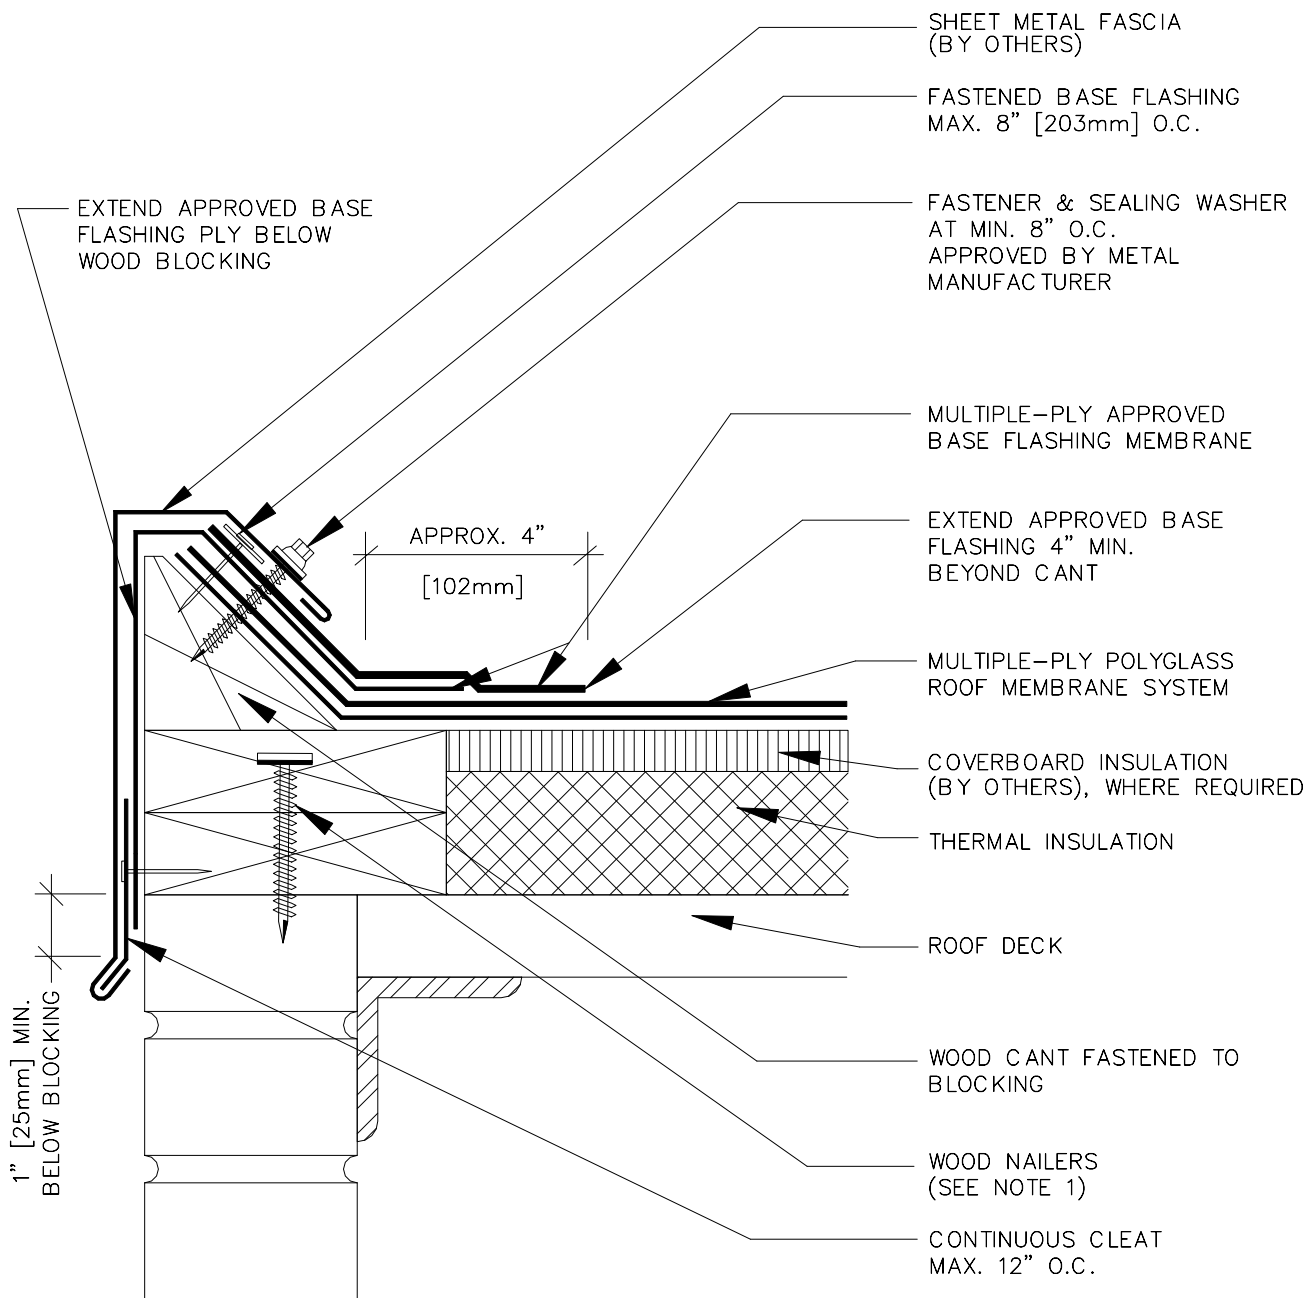 SHEET METAL FASCIA
(BY OTHERS)
FASTENED BASE FLASHING
MAX. 8" [203mm] O.C.
EXTEND APPROVED BASE
FLASHING PLY BELOW
WOOD BLOCKING
FASTENER & SEALING WASHER
AT MIN. 8" O.C.
APPROVED BY METAL
MANUFACTURER
MULTIPLE-PLY APPROVED
BASE FLASHING MEMBRANE
APPROX. 4"
[102mm]
EXTEND APPROVED BASE
FLASHING 4" MIN.
BEYOND CANT
MULTIPLE-PLY POLYGLASS
ROOF MEMBRANE SYSTEM
COVERBOARD INSULATION
(BY OTHERS), WHERE REQUIRED
THERMAL INSULATION
ROOF DECK
1" [25mm] MIN.
BELOW BLOCKING
WOOD CANT FASTENED TO
BLOCKING
WOOD NAILERS
(SEE NOTE 1)
CONTINUOUS CLEAT
MAX. 12" O.C.